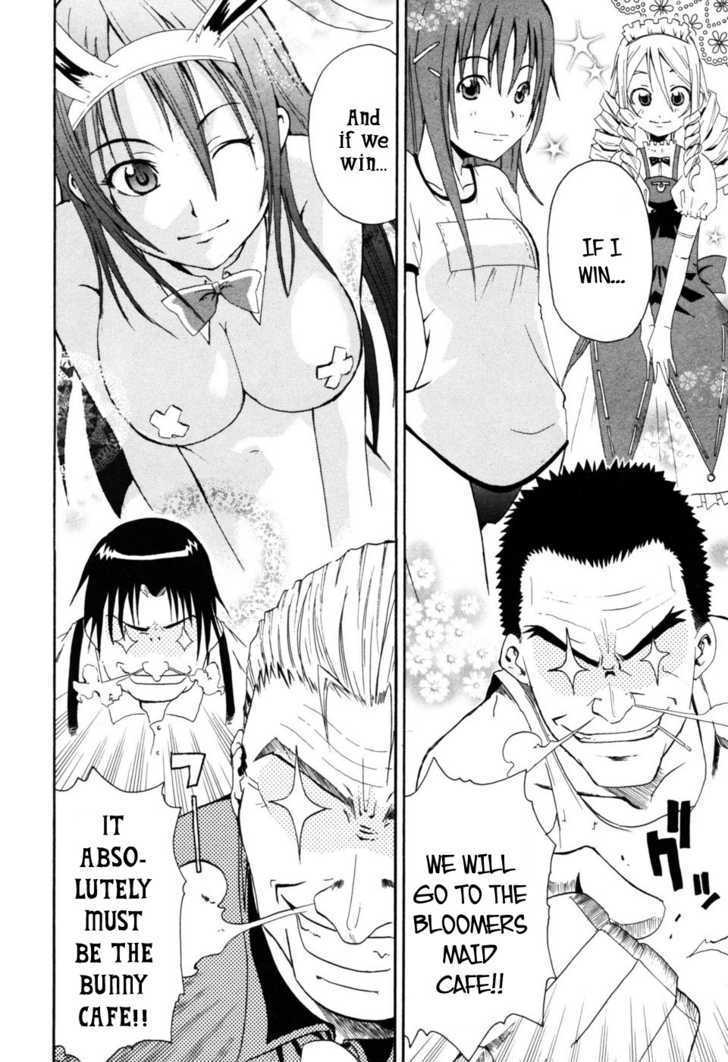 IF I
WIN...
WE WILL
GO TO THE
BLOOMERS
MAID
CAFE!!
And
if we
win...
IT
ABSO-
LUTELY
MUST
BE THE
BUNNY
CAFE!!